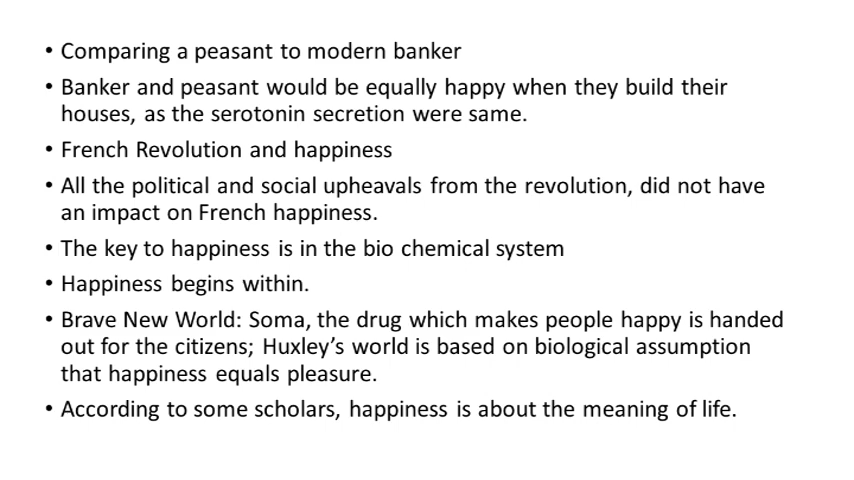 • Comparing a peasant to modern banker
• Banker and peasant would be equally happy when they build their
houses, as the serotonin secretion were same.
• French Revolution and happiness
• All the political and social upheavals from the revolution, did not have
an impact on French happiness.
• The key to happiness is in the bio chemical system
• Happiness begins within.
• Brave New World: Soma, the drug which makes people happy is handed
out for the citizens; Huxley’s world is based on biological assumption
that happiness equals pleasure.
• According to some scholars, happiness is about the meaning of life.